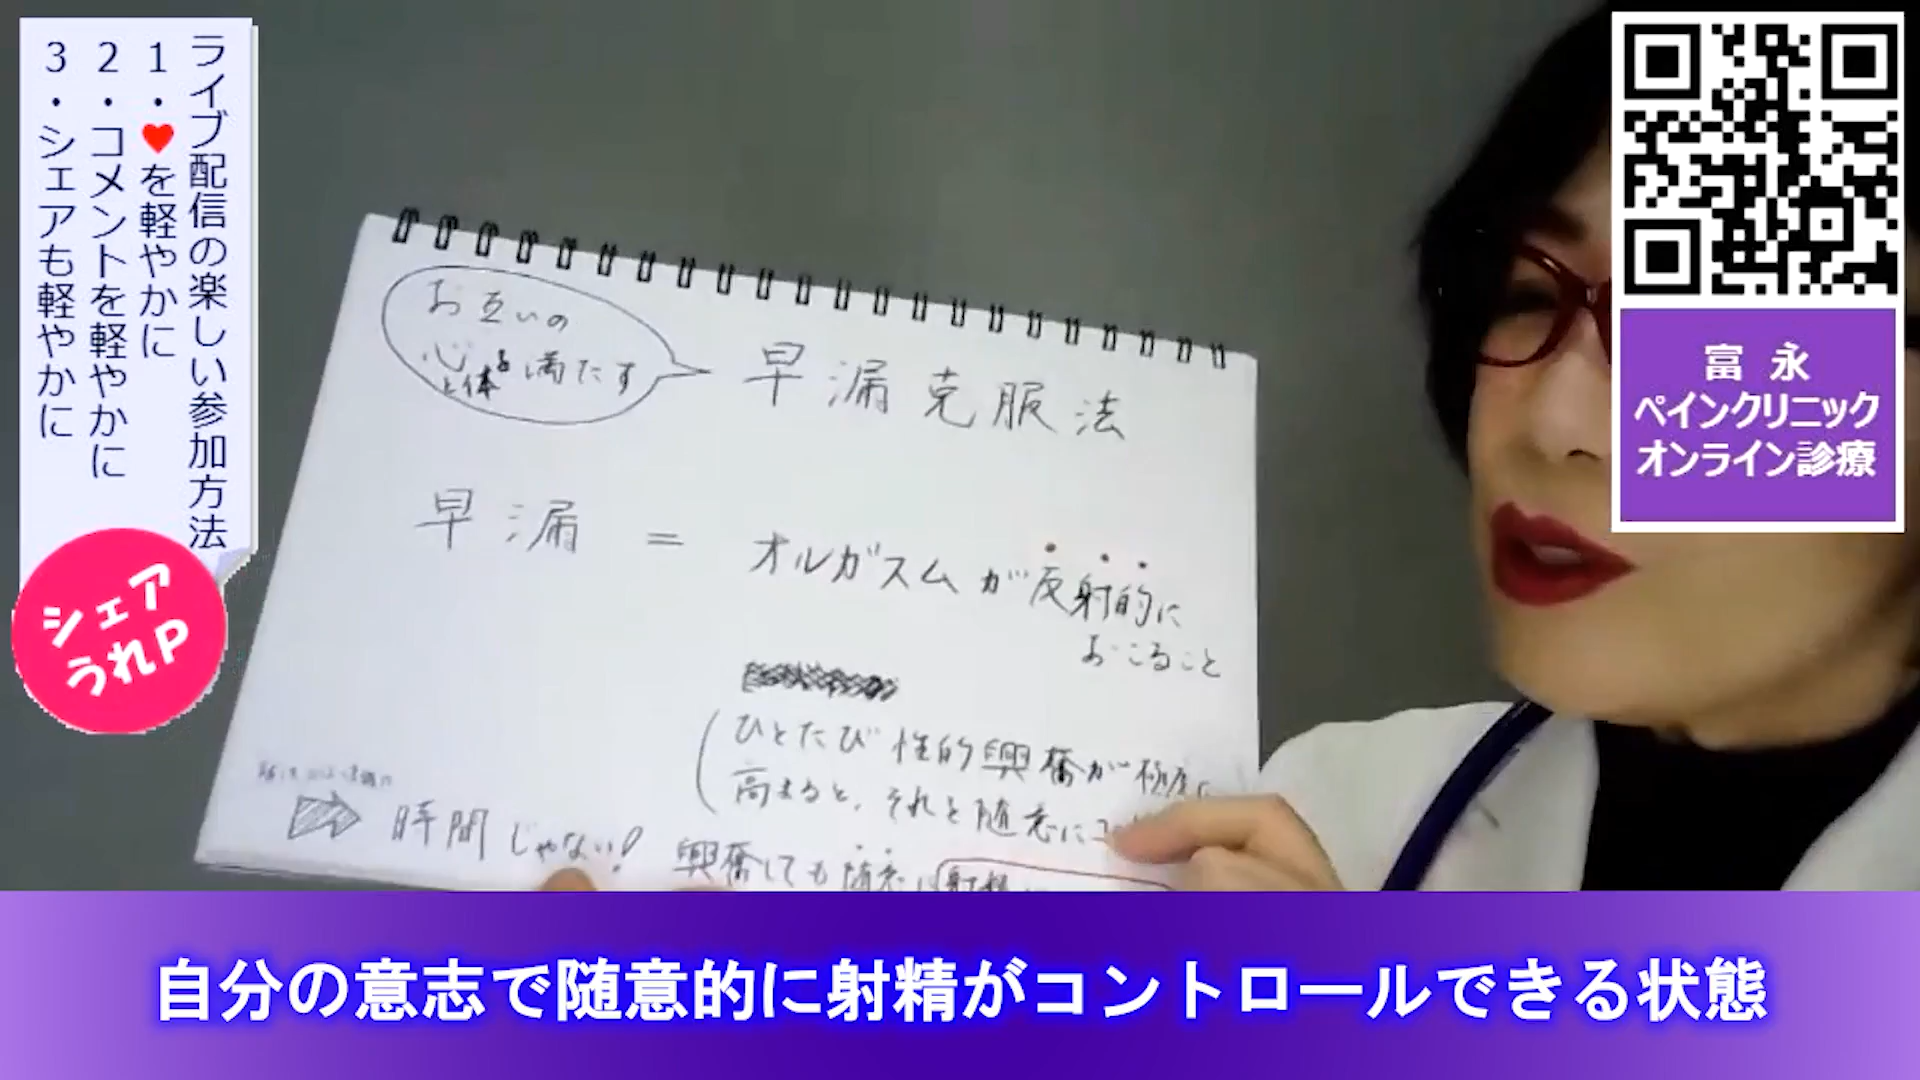 ライブ配信の楽しい参加方法
1・♥を軽やかに
2・コメントを軽やかに
3・シェアも軽やかに
シェア
うれP
お互いの
心と体を満たす
早漏克服法
早漏 = オルガスムが反射的に
おこること
ひとたび性的興奮が極度に
高まると、それを随意にコ
時間じゃない! 興奮しても随意に射精
富永
ペインクリニック
オンライン診療
自分の意志で随意的に射精がコントロールできる状態